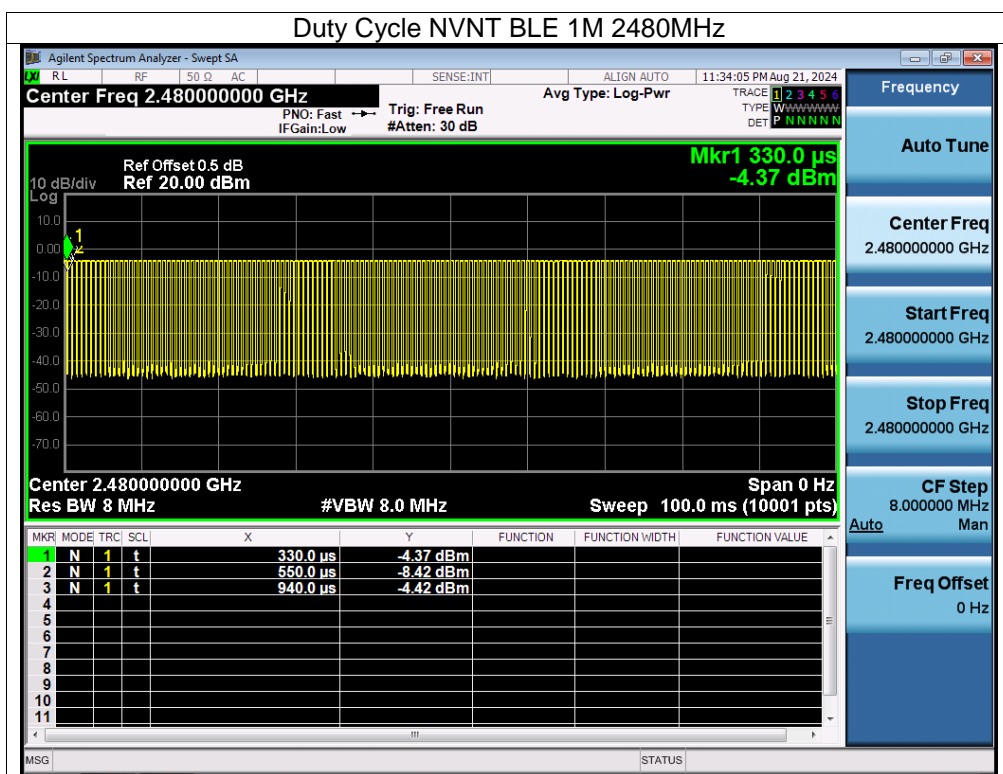 Duty Cycle NVNT BLE 1M 2480MHz
Agilent Spectrum Analyzer - Swept SA
LXI RL RF 50 Ω AC SENSE:INT ALIGN AUTO 11:34:05 PM Aug 21, 2024
Center Freq 2.480000000 GHz Avg Type: Log-Pwr TRACE 1 2 3 4 5 6
PNO: Fast Trig: Free Run TYPE WWWWWWW
IFGain:Low #Atten: 30 dB DET P N N N N N
Frequency
Auto Tune
Center Freq
2.480000000 GHz
Start Freq
2.480000000 GHz
Stop Freq
2.480000000 GHz
CF Step
8.000000 MHz
Auto Man
Freq Offset
0 Hz
Mkr1 330.0 µs
-4.37 dBm
Ref Offset 0.5 dB
10 dB/div Ref 20.00 dBm
Log
10.0
0.00
-10.0
-20.0
-30.0
-40.0
-50.0
-60.0
-70.0
1
2
Center 2.480000000 GHz Span 0 Hz
Res BW 8 MHz #VBW 8.0 MHz Sweep 100.0 ms (10001 pts)
MKR MODE TRC SCL X Y FUNCTION FUNCTION WIDTH FUNCTION VALUE
1 N 1 t 330.0 µs -4.37 dBm
2 N 1 t 550.0 µs -8.42 dBm
3 N 1 t 940.0 µs -4.42 dBm
4
5
6
7
8
9
10
11
MSG STATUS